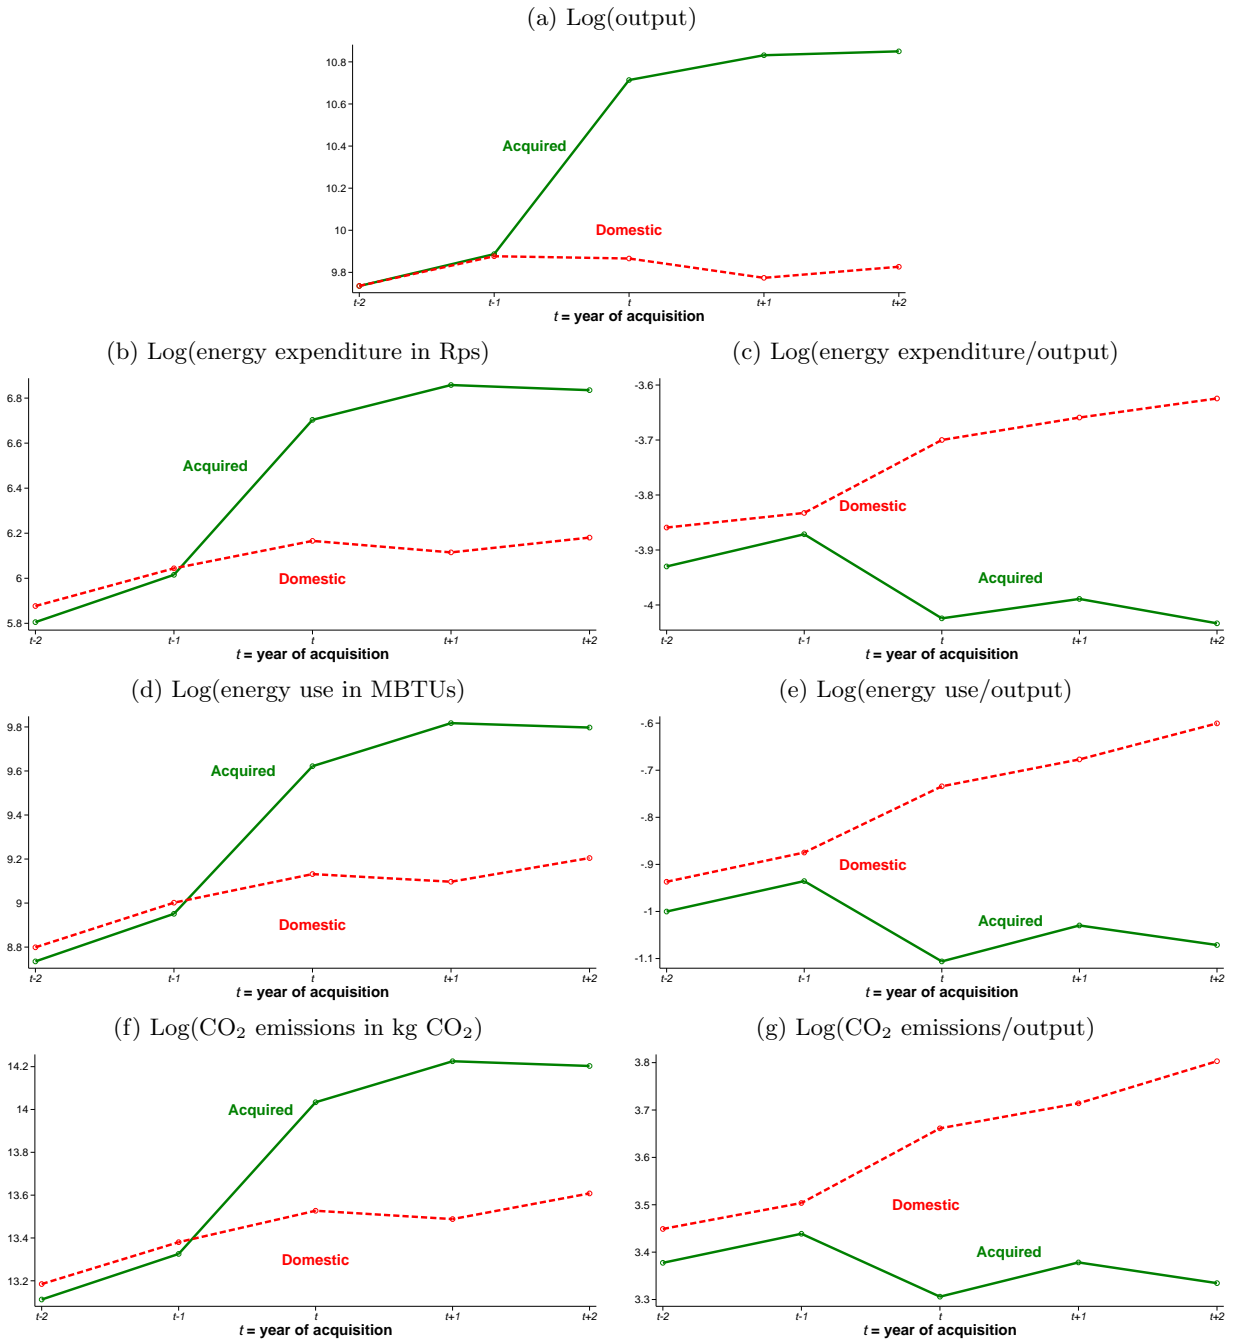 (a) Log(output)
10.8
10.6
10.4
10.2
10
9.8
Acquired
Domestic
t-2 t-1 t t+1 t+2
t = year of acquisition
(b) Log(energy expenditure in Rps)
6.8
6.6
6.4
6.2
6
5.8
Acquired
Domestic
t-2 t-1 t t+1 t+2
t = year of acquisition
(c) Log(energy expenditure/output)
-3.6
-3.7
-3.8
-3.9
-4
Domestic
Acquired
t-2 t-1 t t+1 t+2
t = year of acquisition
(d) Log(energy use in MBTUs)
9.8
9.6
9.4
9.2
9
8.8
Acquired
Domestic
t-2 t-1 t t+1 t+2
t = year of acquisition
(e) Log(energy use/output)
-.6
-.7
-.8
-.9
-1
-1.1
Domestic
Acquired
t-2 t-1 t t+1 t+2
t = year of acquisition
(f) Log(CO₂ emissions in kg CO₂)
14.2
14
13.8
13.6
13.4
13.2
Acquired
Domestic
t-2 t-1 t t+1 t+2
t = year of acquisition
(g) Log(CO₂ emissions/output)
3.8
3.7
3.6
3.5
3.4
3.3
Domestic
Acquired
t-2 t-1 t t+1 t+2
t = year of acquisition